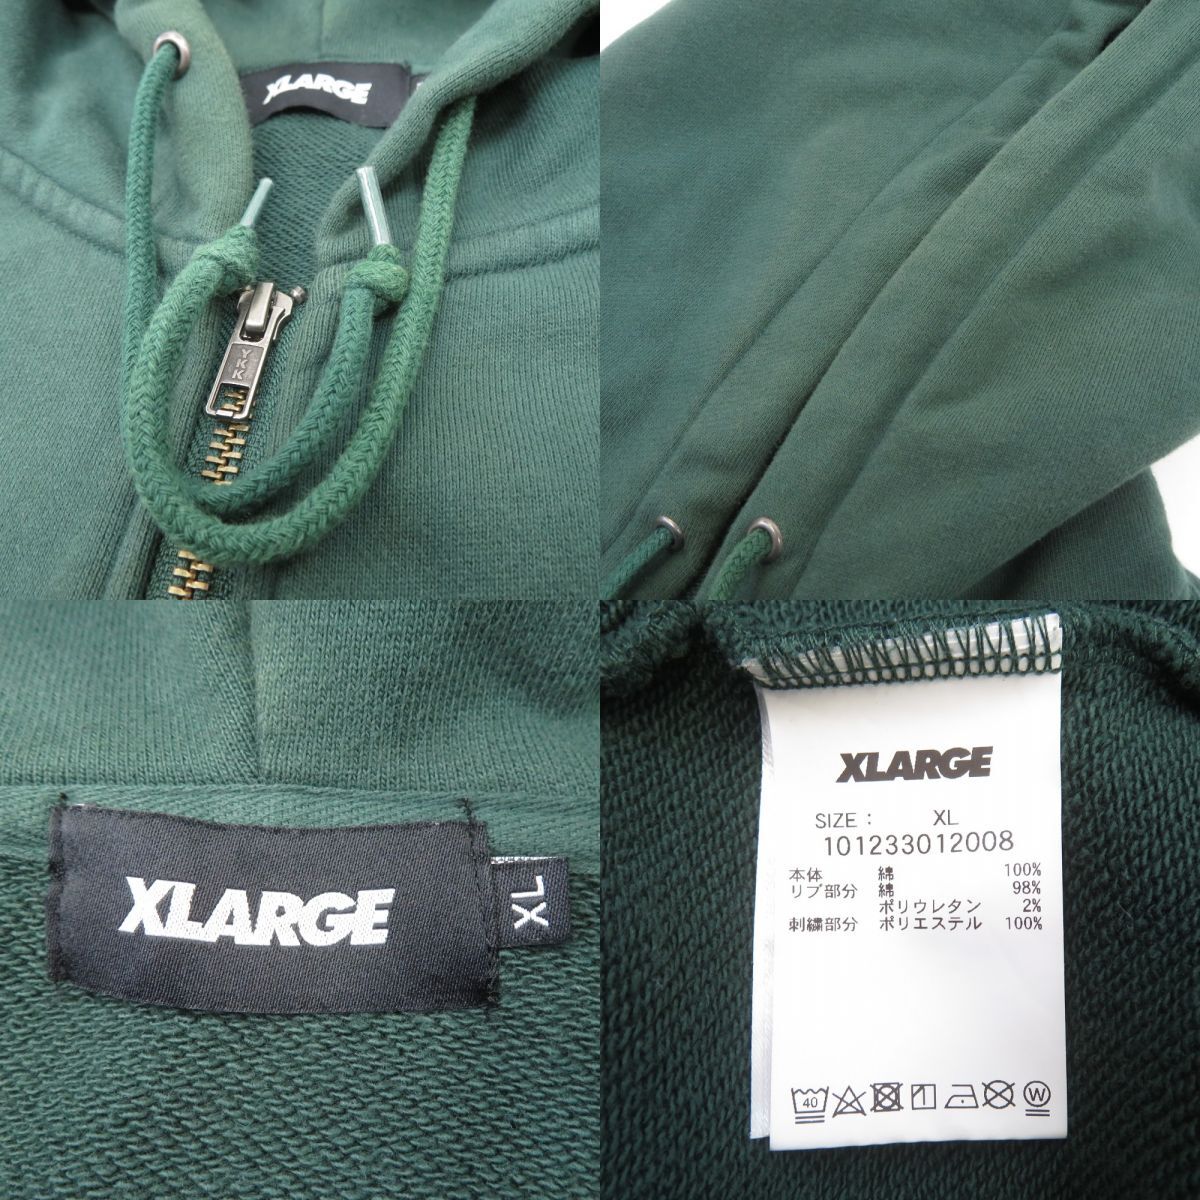 XLARGE
YKK
XLARGE
XL
XLARGE
SIZE : XL
101233012008
本体 綿 100%
リブ部分 綿 98%
ポリウレタン 2%
刺繍部分 ポリエステル 100%
40
W